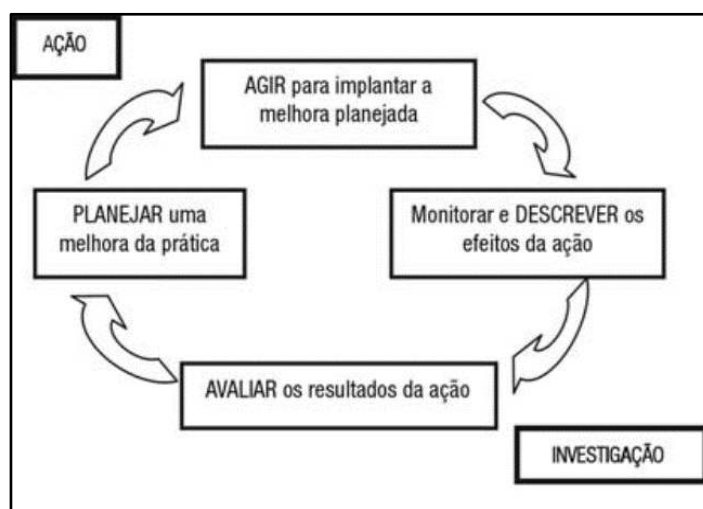 AÇÃO
AGIR para implantar a
melhora planejada
PLANEJAR uma
melhora da prática
Monitorar e DESCREVER os
efeitos da ação
AVALIAR os resultados da ação
INVESTIGAÇÃO